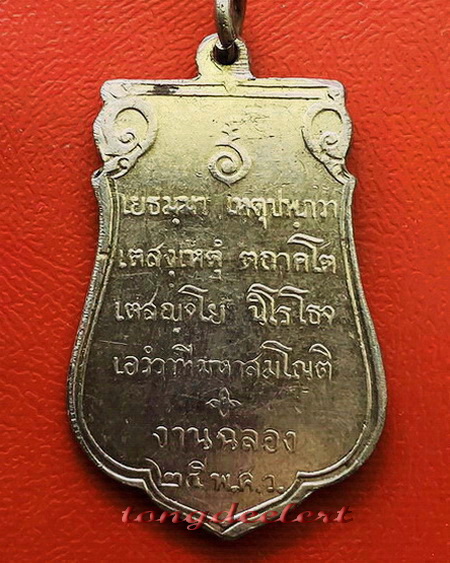 ๛
เยธมฺมา เหตุปฺปภวา
เตสํเหตุํ ตถาคโต
เตสญฺจโย นิโรโธจ
เอวํวาทีมหาสมโณติ
งานฉลอง
๒๕ พ.ศ.ว.
tongdeelert